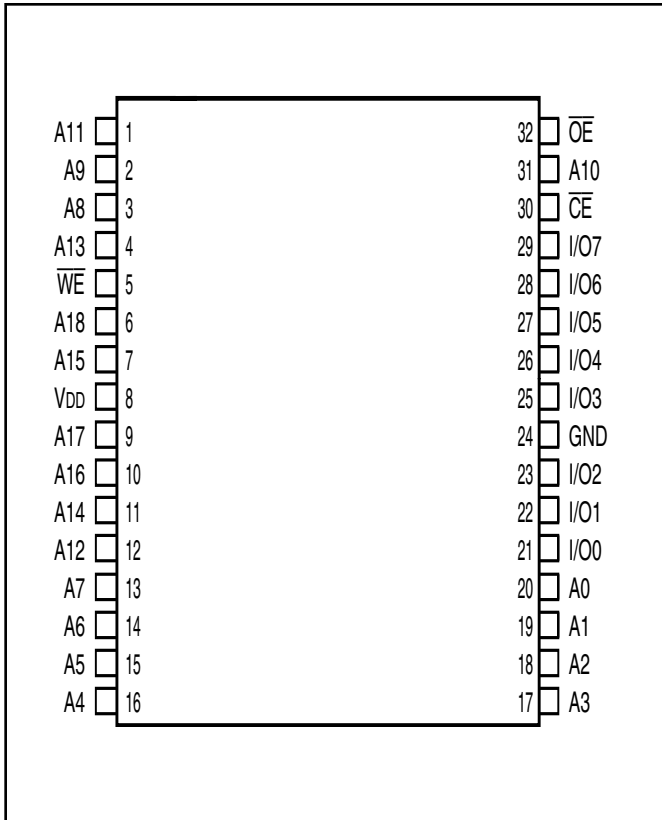 A11 1 32 O̅E̅
A9 2 31 A10
A8 3 30 C̅E̅
A13 4 29 I/O7
W̅E̅ 5 28 I/O6
A18 6 27 I/O5
A15 7 26 I/O4
VDD 8 25 I/O3
A17 9 24 GND
A16 10 23 I/O2
A14 11 22 I/O1
A12 12 21 I/O0
A7 13 20 A0
A6 14 19 A1
A5 15 18 A2
A4 16 17 A3